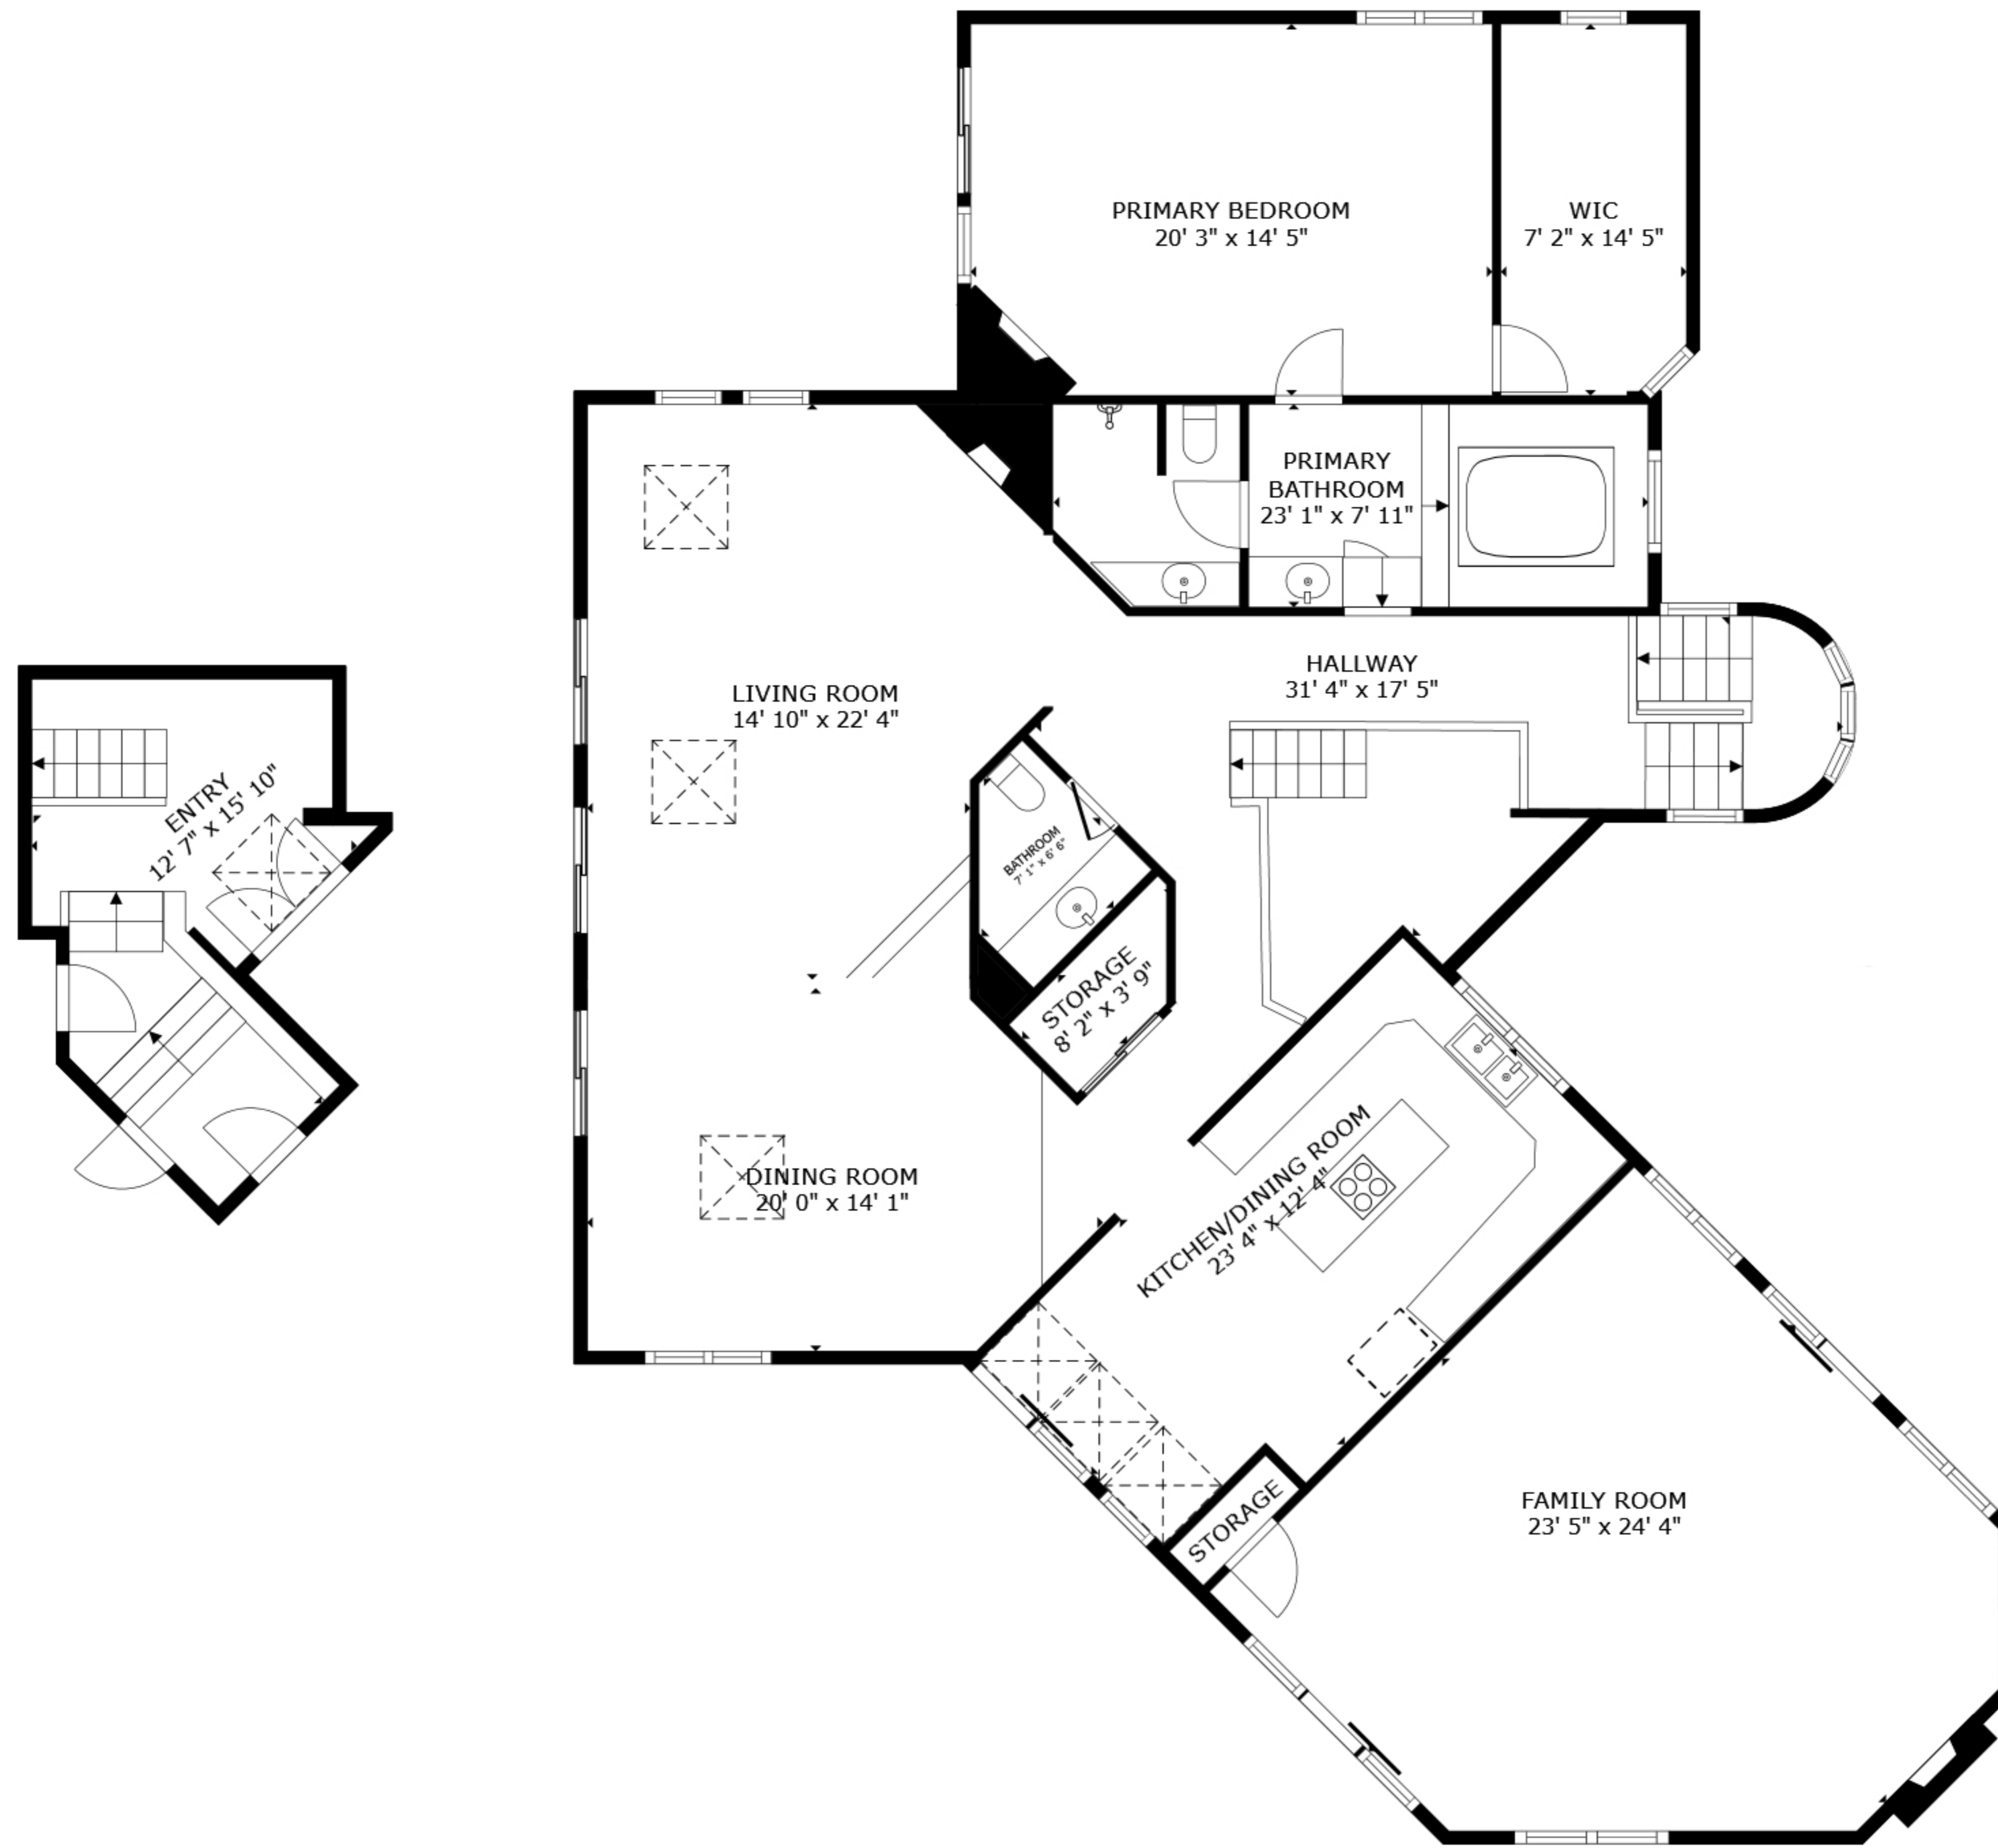 PRIMARY BEDROOM
20' 3" x 14' 5"
WIC
7' 2" x 14' 5"
PRIMARY
BATHROOM
23' 1" x 7' 11"
HALLWAY
31' 4" x 17' 5"
LIVING ROOM
14' 10" x 22' 4"
ENTRY
12' 7" x 15' 10"
BATHROOM
7' 1" x 6' 6"
STORAGE
8' 2" x 3' 9"
DINING ROOM
20' 0" x 14' 1"
KITCHEN/DINING ROOM
23' 4" x 12' 4"
STORAGE
FAMILY ROOM
23' 5" x 24' 4"